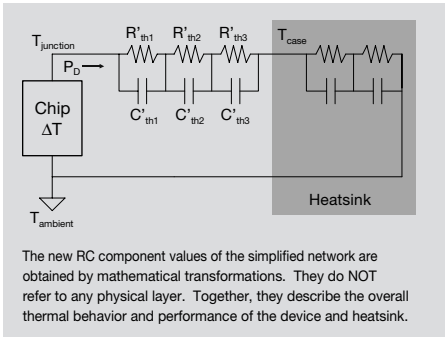 R'th1 R'th2 R'th3
Tjunction
Tcase
PD
Chip
ΔT
C'th1 C'th2 C'th3
Heatsink
Tambient
The new RC component values of the simplified network are
obtained by mathematical transformations. They do NOT
refer to any physical layer. Together, they describe the overall
thermal behavior and performance of the device and heatsink.